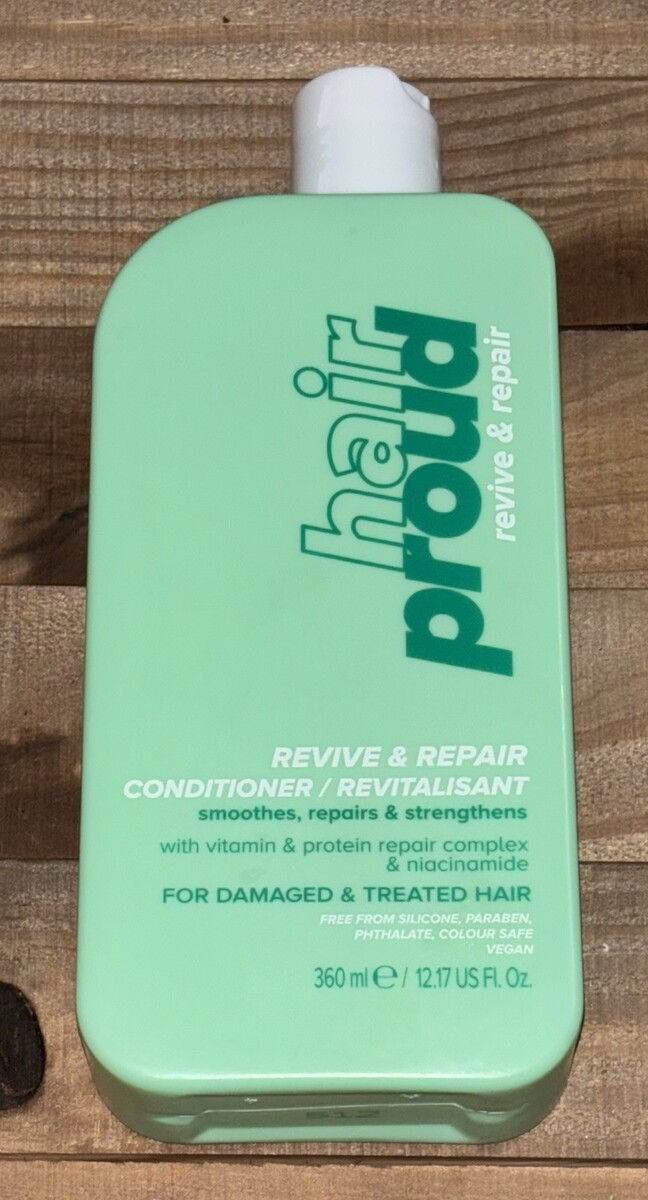 hair
proud
revive & repair
REVIVE & REPAIR
CONDITIONER / REVITALISANT
smoothes, repairs & strengthens
with vitamin & protein repair complex
& niacinamide
FOR DAMAGED & TREATED HAIR
FREE FROM SILICONE, PARABEN,
PHTHALATE, COLOUR SAFE
VEGAN
360 ml ℮ / 12.17 US Fl. Oz.